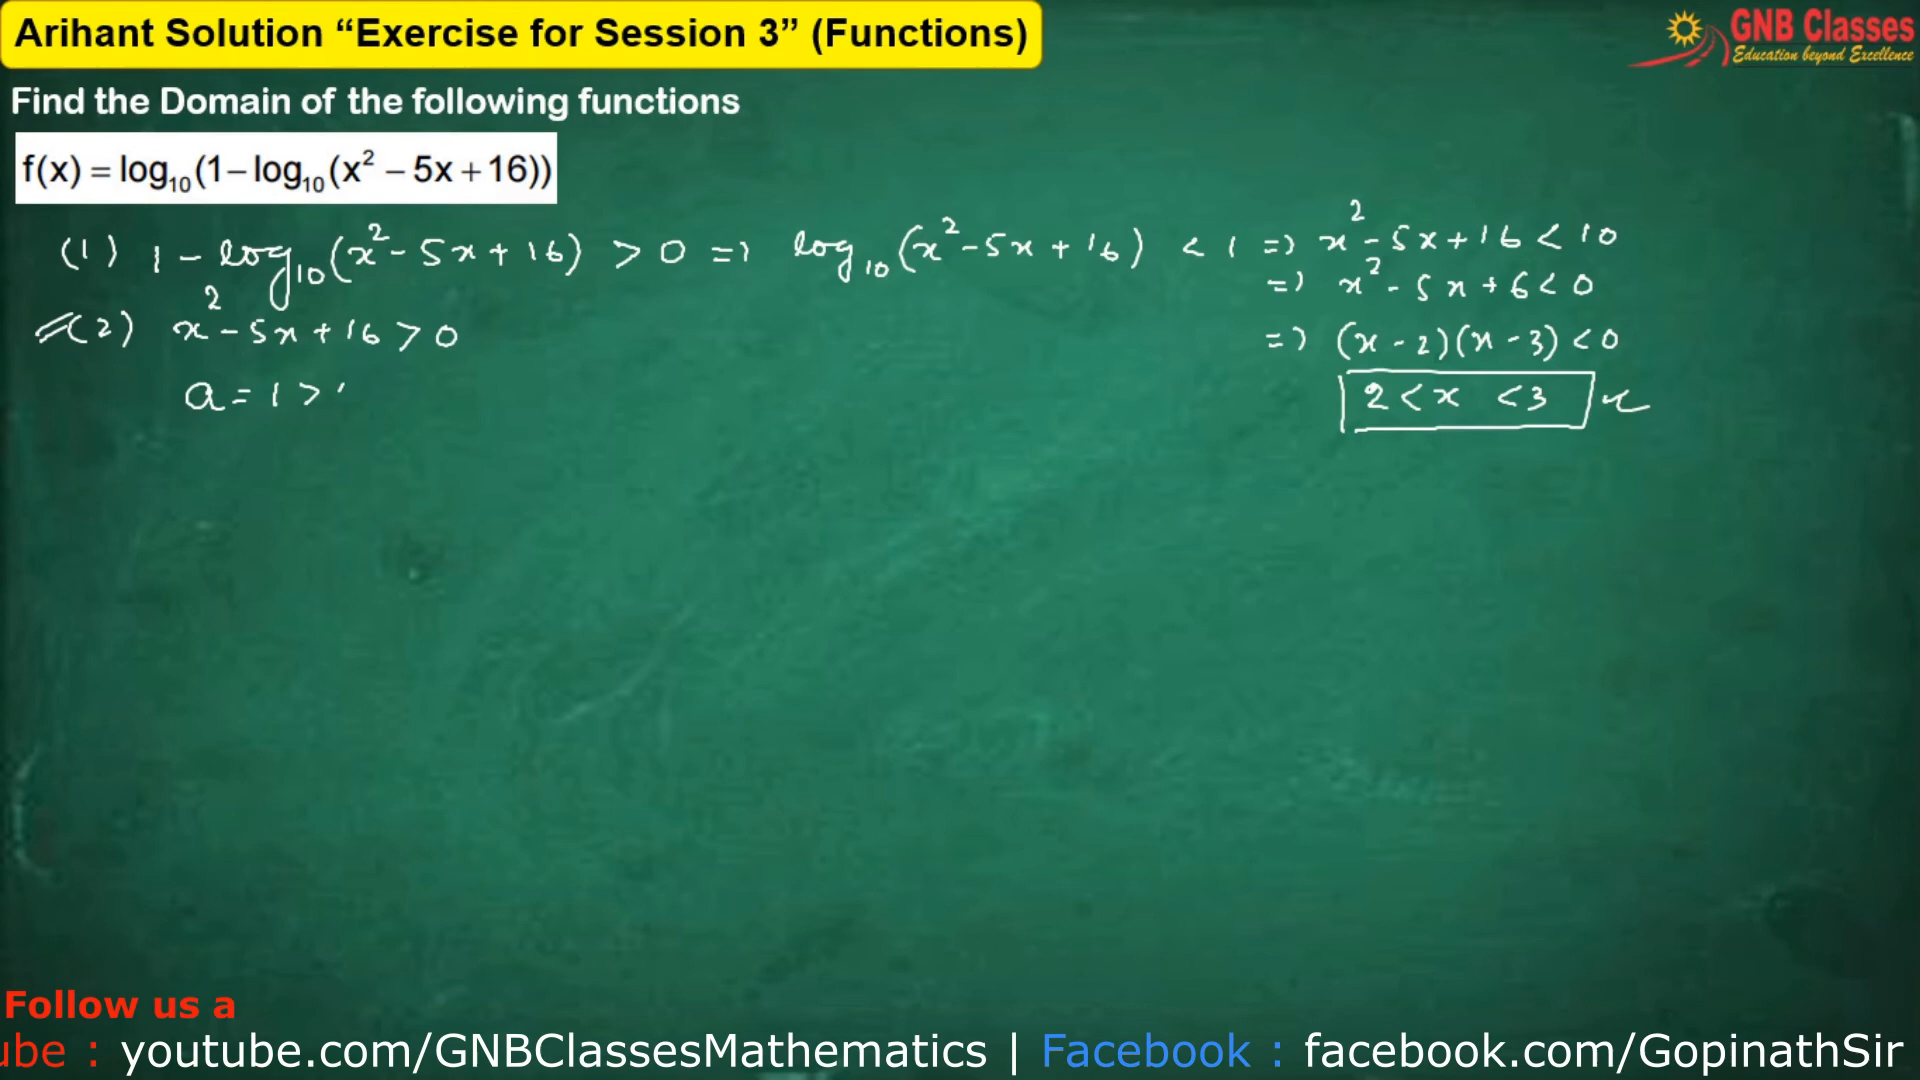 Arihant Solution “Exercise for Session 3” (Functions)
GNB Classes
Education beyond Excellence
Find the Domain of the following functions
f(x) = log₁₀(1 – log₁₀(x² – 5x + 16))
(1) 1 - log₁₀(x² - 5x + 16) > 0 => log₁₀(x² - 5x + 16) < 1 => x² - 5x + 16 < 10
=> x² - 5x + 6 < 0
(2) x² - 5x + 16 > 0
=> (x - 2)(x - 3) < 0
a = 1 >
2 < x < 3
Follow us a
ube : youtube.com/GNBClassesMathematics | Facebook : facebook.com/GopinathSir